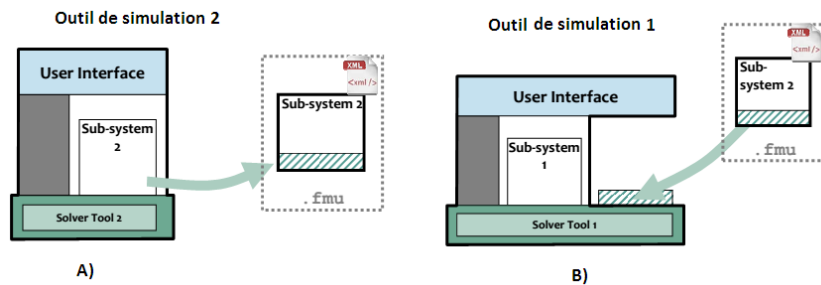 Outil de simulation 2
User Interface
Sub-system
2
Solver Tool 2
XML
<xml />
Sub-system 2
.fmu
A)
Outil de simulation 1
User Interface
Sub-system
1
Solver Tool 1
XML
<xml />
Sub-
system 2
.fmu
B)